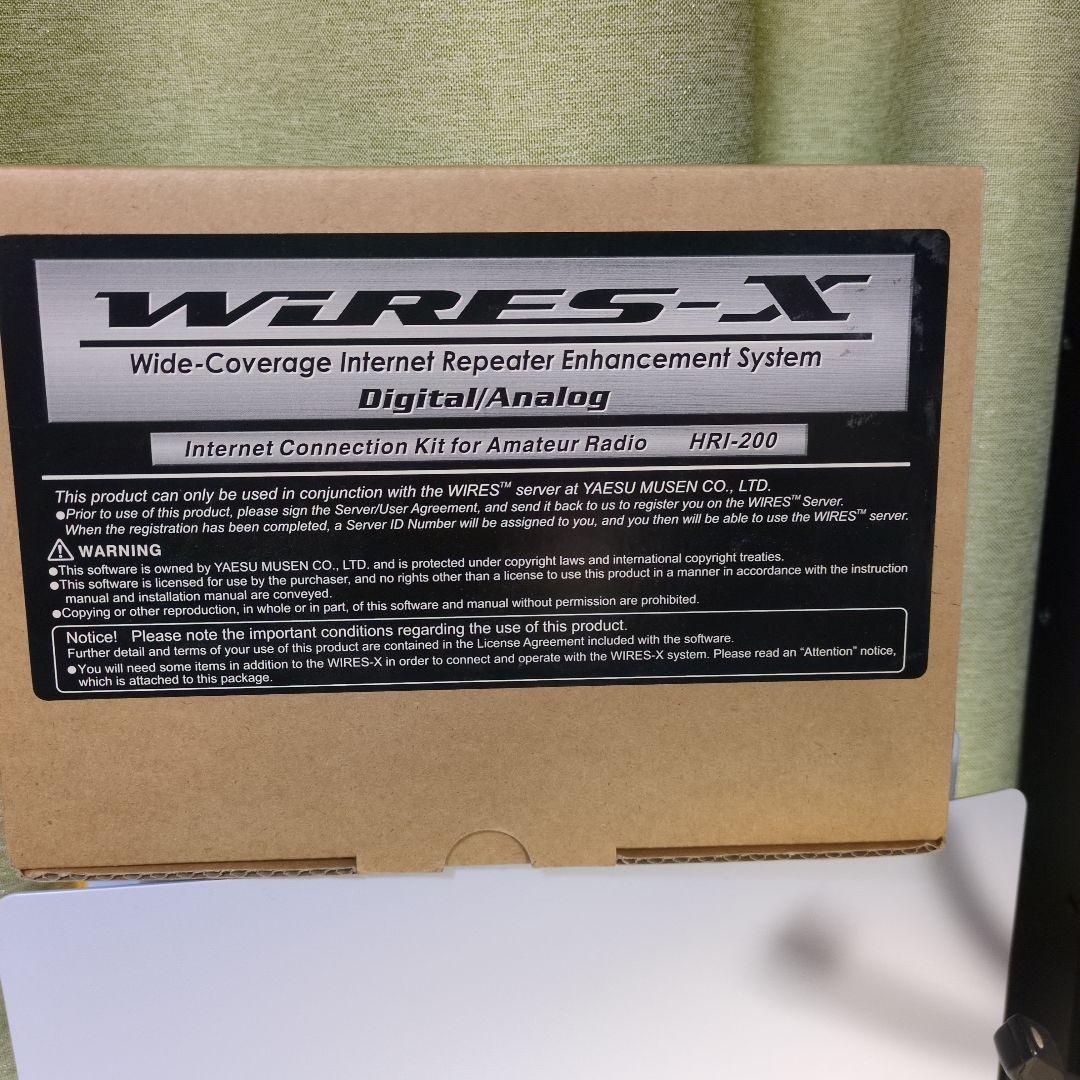 WiRES-X
Wide-Coverage Internet Repeater Enhancement System
Digital/Analog
Internet Connection Kit for Amateur Radio HRI-200
This product can only be used in conjunction with the WIRES™ server at YAESU MUSEN CO., LTD.
●Prior to use of this product, please sign the Server/User Agreement, and send it back to us to register you on the WIRES™ Server.
When the registration has been completed, a Server ID Number will be assigned to you, and you then will be able to use the WIRES™ server.
⚠ WARNING
●This software is owned by YAESU MUSEN CO., LTD. and is protected under copyright laws and international copyright treaties.
●This software is licensed for use by the purchaser, and no rights other than a license to use this product in a manner in accordance with the instruction
manual and installation manual are conveyed.
●Copying or other reproduction, in whole or in part, of this software and manual without permission are prohibited.
Notice! Please note the important conditions regarding the use of this product.
Further detail and terms of your use of this product are contained in the License Agreement included with the software.
●You will need some items in addition to the WIRES-X in order to connect and operate with the WIRES-X system. Please read an “Attention” notice,
which is attached to this package.